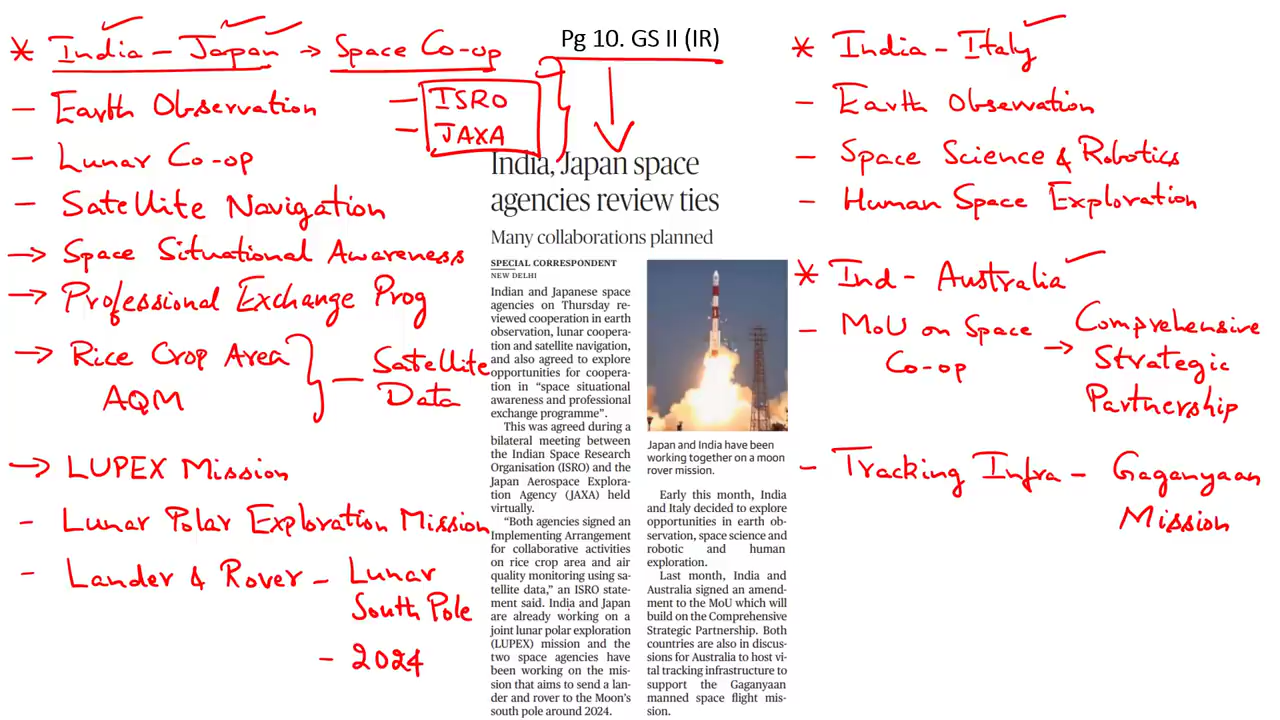 * India – Japan → Space Co-op
– Earth Observation
– ISRO
– JAXA
– Lunar Co-op
– Satellite Navigation
→ Space Situational Awareness
→ Professional Exchange Prog
→ Rice Crop Area
AQM
– Satellite
Data
→ LUPEX Mission
– Lunar Polar Exploration Mission
– Lander & Rover – Lunar
South Pole
– 2024
Pg 10. GS II (IR)
India, Japan space
agencies review ties
Many collaborations planned
SPECIAL CORRESPONDENT
NEW DELHI
Indian and Japanese space
agencies on Thursday re-
viewed cooperation in earth
observation, lunar coopera-
tion and satellite navigation,
and also agreed to explore
opportunities for coopera-
tion in “space situational
awareness and professional
exchange programme”.
This was agreed during a
bilateral meeting between
the Indian Space Research
Organisation (ISRO) and the
Japan Aerospace Explora-
tion Agency (JAXA) held
virtually.
“Both agencies signed an
Implementing Arrangement
for collaborative activities
on rice crop area and air
quality monitoring using sa-
tellite data,” an ISRO state-
ment said. India and Japan
are already working on a
joint lunar polar exploration
(LUPEX) mission and the
two space agencies have
been working on the mis-
sion that aims to send a lan-
der and rover to the Moon’s
south pole around 2024.
Japan and India have been
working together on a moon
rover mission.
Early this month, India
and Italy decided to explore
opportunities in earth ob-
servation, space science and
robotic and human
exploration.
Last month, India and
Australia signed an amend-
ment to the MoU which will
build on the Comprehensive
Strategic Partnership. Both
countries are also in discus-
sions for Australia to host vi-
tal tracking infrastructure to
support the Gaganyaan
manned space flight mis-
sion.
* India – Italy
– Earth Observation
– Space Science & Robotics
– Human Space Exploration
* Ind – Australia
– MoU on Space
Co-op
→ Comprehensive
Strategic
Partnership
– Tracking Infra – Gaganyaan
Mission